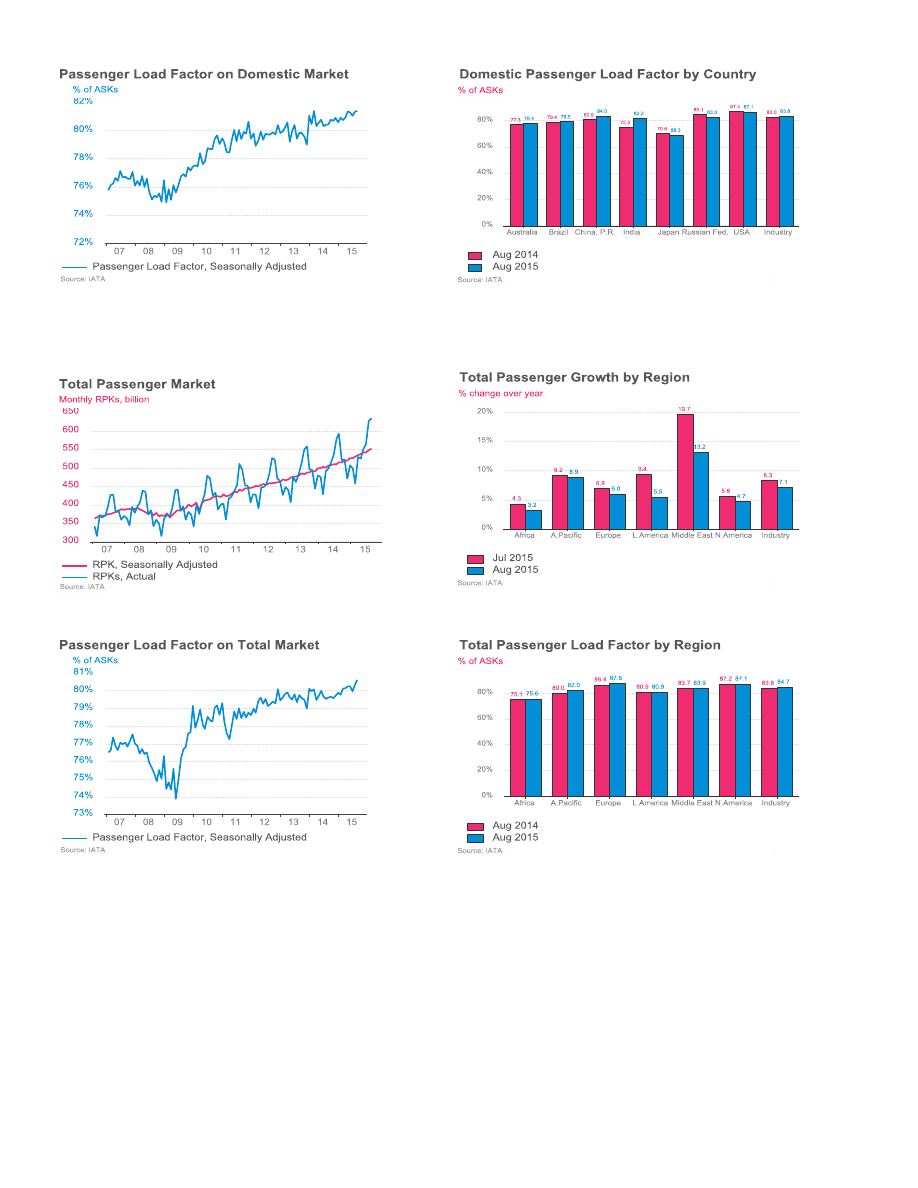 Passenger Load Factor on Domestic Market
% of ASKs
82%
80%
78%
76%
74%
72%
07 08 09 10 11 12 13 14 15
Passenger Load Factor, Seasonally Adjusted
Source: IATA
Domestic Passenger Load Factor by Country
% of ASKs
80%
60%
40%
20%
0%
77.3 79.4 79.5 84.0 82.2 69.3 87.4 87.1 83.0 83.8
Australia Brazil China, P.R. India Japan Russian Fed. USA Industry
Aug 2014
Aug 2015
Source: IATA
Total Passenger Market
Monthly RPKs, billion
650
600
550
500
450
400
350
300
07 08 09 10 11 12 13 14 15
RPK, Seasonally Adjusted
RPKs, Actual
Source: IATA
Total Passenger Growth by Region
% change over year
20%
15%
10%
5%
0%
4.3 3.2 9.2 8.9 6.9 6.0 9.4 5.5 19.7 13.2 5.6 4.7 8.3 7.1
Africa A.Pacific Europe L.America Middle East N.America Industry
Jul 2015
Aug 2015
Source: IATA
Passenger Load Factor on Total Market
% of ASKs
81%
80%
79%
78%
77%
76%
75%
74%
73%
07 08 09 10 11 12 13 14 15
Passenger Load Factor, Seasonally Adjusted
Source: IATA
Total Passenger Load Factor by Region
% of ASKs
80%
60%
40%
20%
0%
75.1 75.6 80.0 82.0 86.4 87.5 80.9 80.9 83.7 83.9 87.2 87.1 83.8 84.7
Africa A.Pacific Europe L.America Middle East N.America Industry
Aug 2014
Aug 2015
Source: IATA